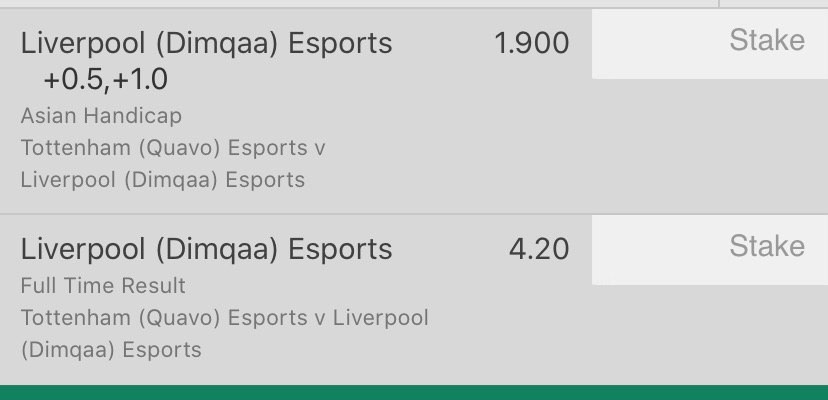 Liverpool (Dimqaa) Esports 1.900 Stake
+0.5,+1.0
Asian Handicap
Tottenham (Quavo) Esports v
Liverpool (Dimqaa) Esports
Liverpool (Dimqaa) Esports 4.20 Stake
Full Time Result
Tottenham (Quavo) Esports v Liverpool
(Dimqaa) Esports